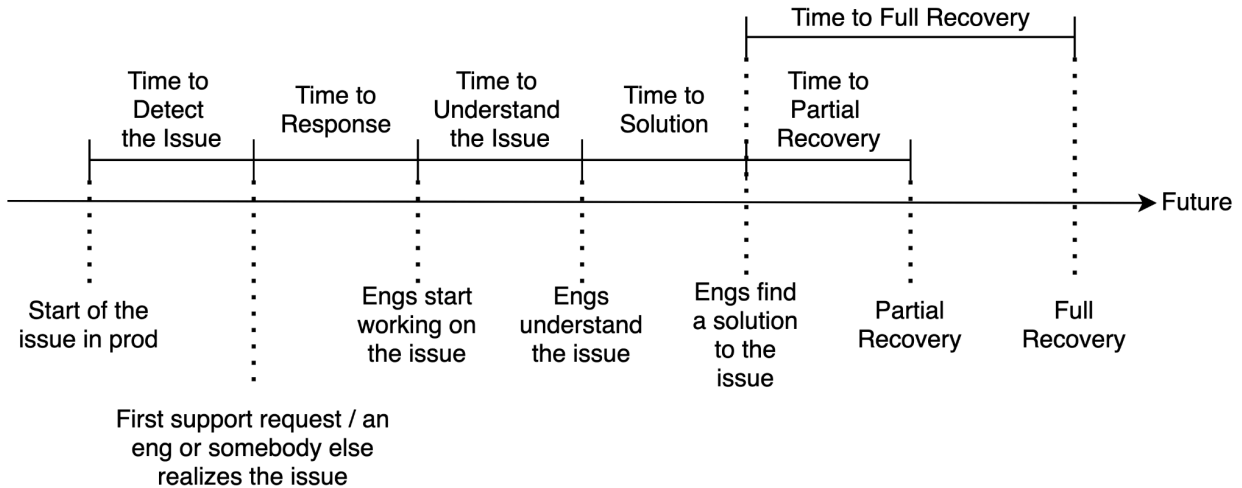 Time to Full Recovery
Time to
Detect
the Issue
Time to
Response
Time to
Understand
the Issue
Time to
Solution
Time to
Partial
Recovery
Future
Start of the
issue in prod
First support request / an
eng or somebody else
realizes the issue
Engs start
working on
the issue
Engs
understand
the issue
Engs find
a solution
to the
issue
Partial
Recovery
Full
Recovery